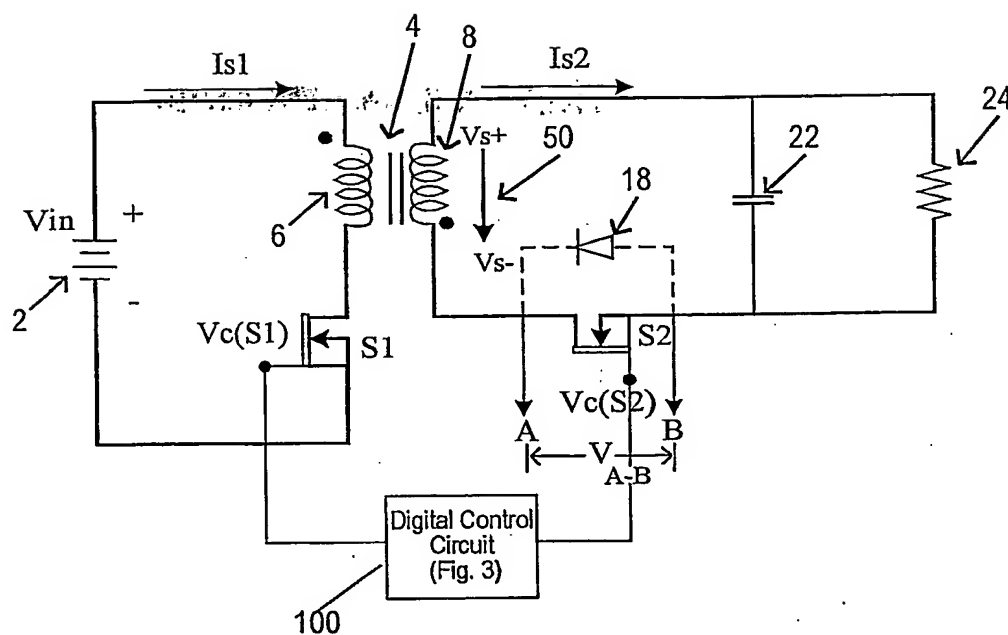 4
8
Is1
Is2
24
Vs+
50
22
18
6
Vin
+
Vs-
2
-
Vc(S1)
S1
S2
Vc(S2)
A
B
V
A-B
Digital Control
Circuit
(Fig. 3)
100